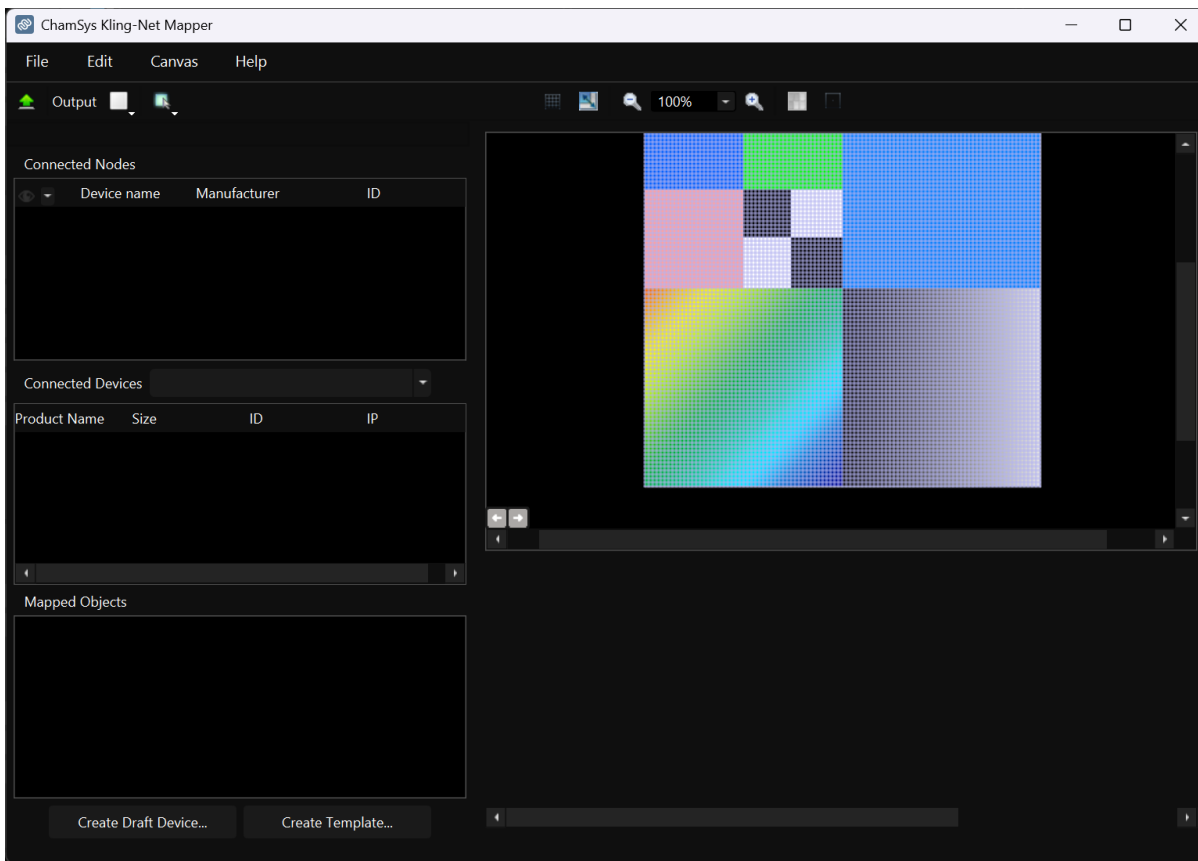 ChamSys Kling-Net Mapper
File Edit Canvas Help
Output 100%
Connected Nodes
Device name Manufacturer ID
Connected Devices
Product Name Size ID IP
Mapped Objects
Create Draft Device... Create Template...